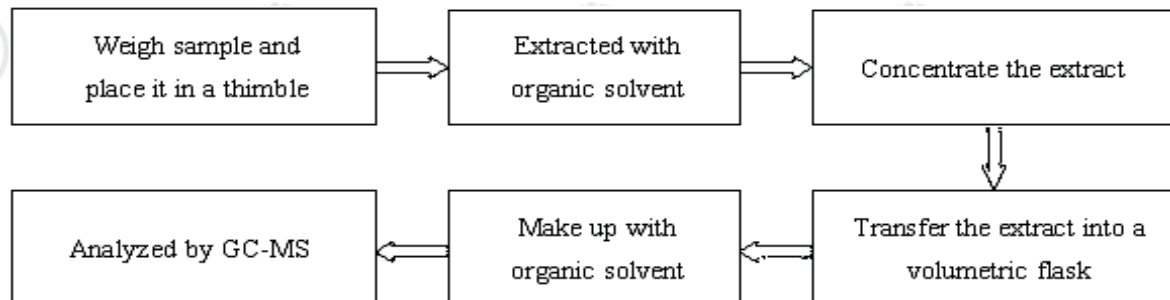 Weigh sample and
place it in a thimble
Extracted with
organic solvent
Concentrate the extract
Transfer the extract into a
volumetric flask
Make up with
organic solvent
Analyzed by GC-MS